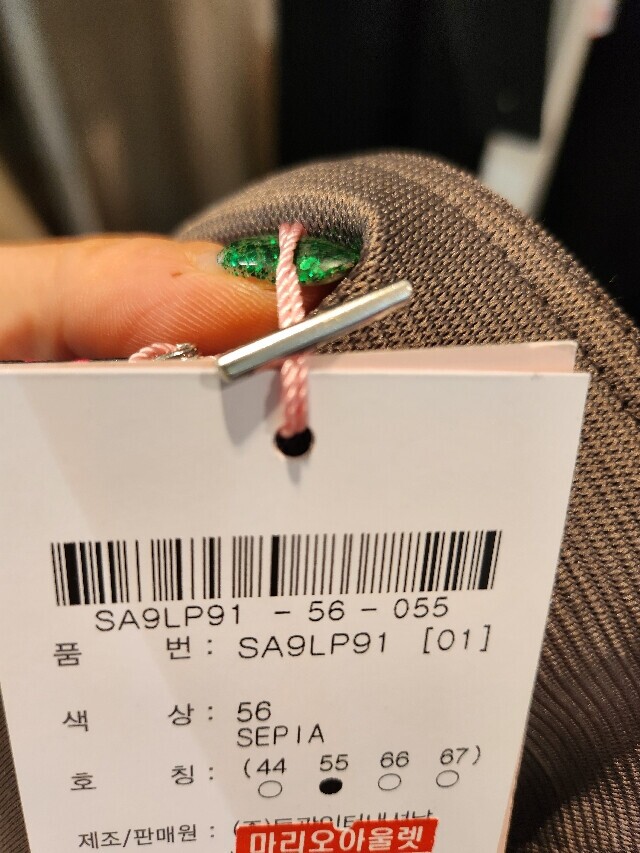 SA9LP91 - 56 - 055
품 번 : SA9LP91 [01]
색 상 : 56
SEPIA
(44 55 66 67)
호 칭 :
제조/판매원 :
마리오아울렛